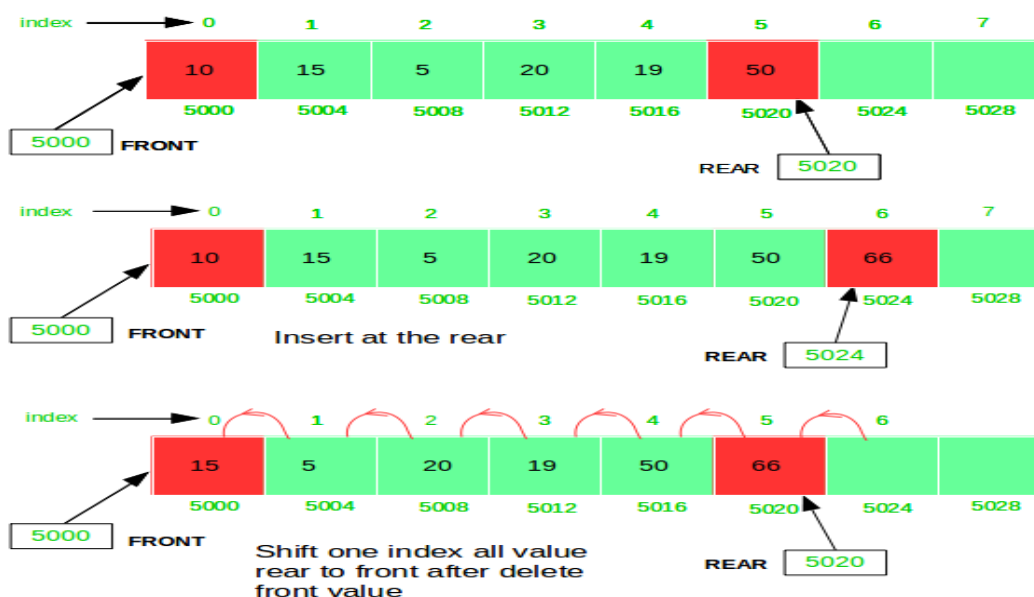 index 0 1 2 3 4 5 6 7
10 15 5 20 19 50
5000 5004 5008 5012 5016 5020 5024 5028
5000 FRONT
REAR 5020
index 0 1 2 3 4 5 6 7
10 15 5 20 19 50 66
5000 5004 5008 5012 5016 5020 5024 5028
5000 FRONT Insert at the rear
REAR 5024
index 0 1 2 3 4 5 6
15 5 20 19 50 66
5000 5004 5008 5012 5016 5020 5024 5028
5000 FRONT
Shift one index all value
rear to front after delete
front value
REAR 5020